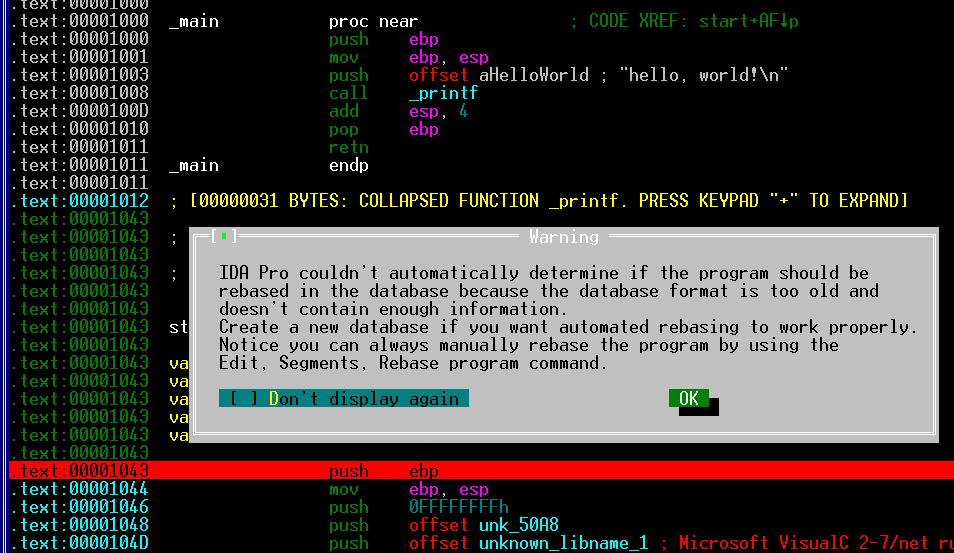 .text:00001000
.text:00001000 _main proc near ; CODE XREF: start+AF↓p
.text:00001000 push ebp
.text:00001001 mov ebp, esp
.text:00001003 push offset aHelloWorld ; "hello, world!\n"
.text:00001008 call _printf
.text:0000100D add esp, 4
.text:00001010 pop ebp
.text:00001011 retn
.text:00001011 _main endp
.text:00001011
.text:00001012 ; [00000031 BYTES: COLLAPSED FUNCTION _printf. PRESS KEYPAD "+" TO EXPAND]
.text:00001043
.text:00001043 ;
.text:00001043
.text:00001043 ;
.text:00001043
.text:00001043
.text:00001043 st
.text:00001043
.text:00001043 va
.text:00001043 va
.text:00001043 va
.text:00001043 va
.text:00001043 va
.text:00001043
.text:00001043 push ebp
.text:00001044 mov ebp, esp
.text:00001046 push 0FFFFFFFFh
.text:00001048 push offset unk_50A8
.text:0000104D push offset unknown_libname_1 ; Microsoft VisualC 2-7/net ru
[▪] Warning
IDA Pro couldn't automatically determine if the program should be
rebased in the database because the database format is too old and
doesn't contain enough information.
Create a new database if you want automated rebasing to work properly.
Notice you can always manually rebase the program by using the
Edit, Segments, Rebase program command.
[ ] Don't display again OK